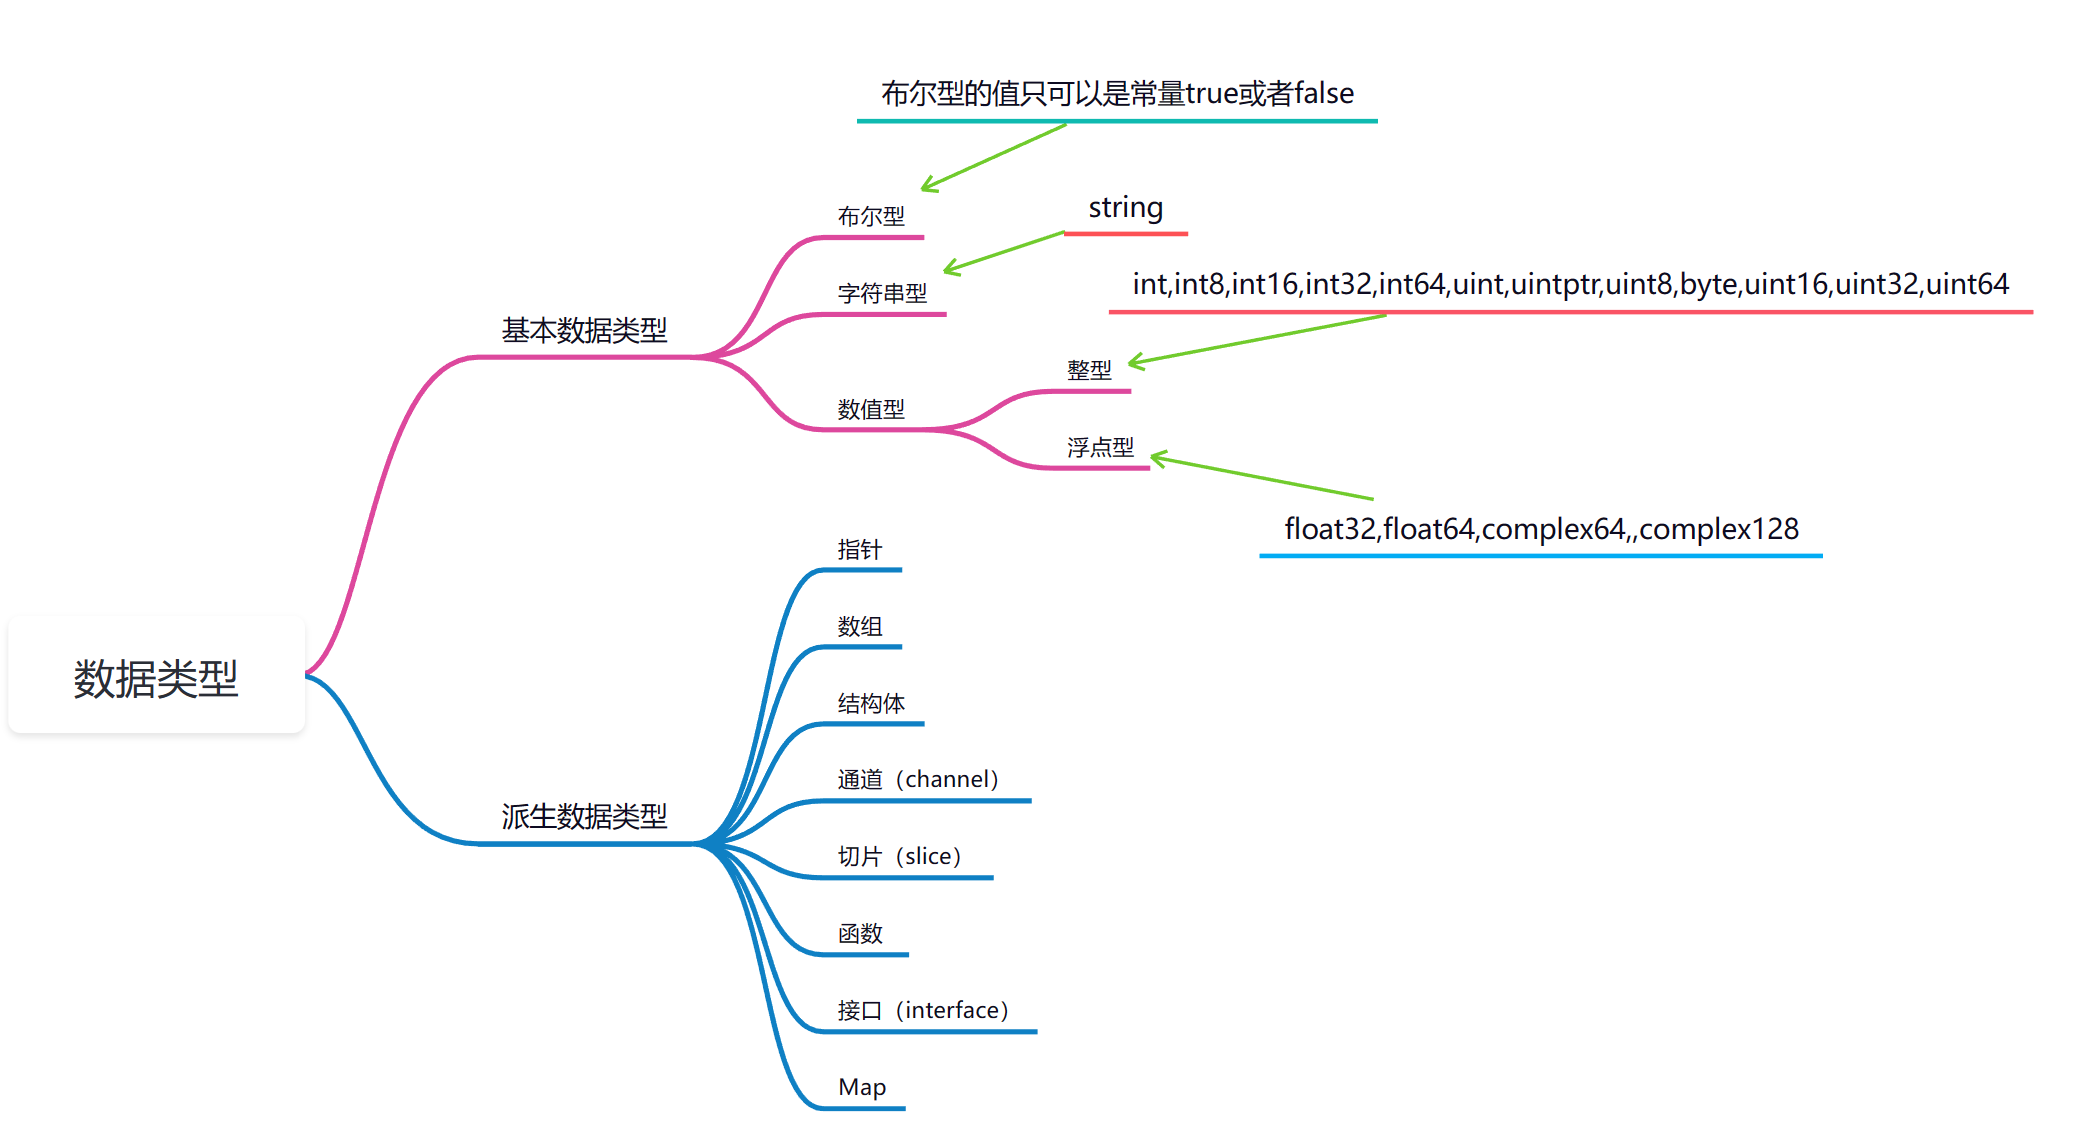 布尔型的值只可以是常量true或者false
布尔型
string
字符串型
int,int8,int16,int32,int64,uint,uintptr,uint8,byte,uint16,uint32,uint64
基本数据类型
整型
数值型
浮点型
float32,float64,complex64,,complex128
指针
数组
数据类型
结构体
通道（channel）
派生数据类型
切片（slice）
函数
接口（interface）
Map